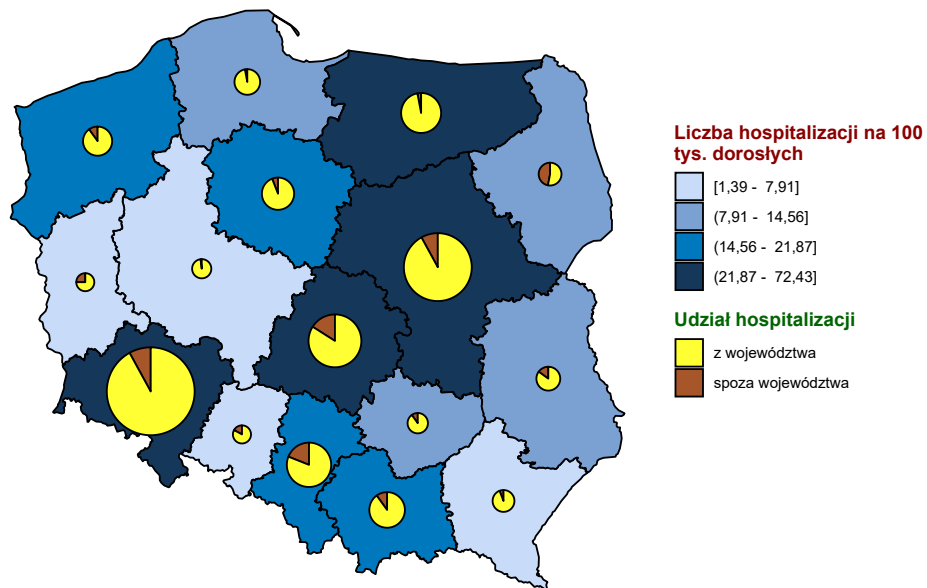 Liczba hospitalizacji na 100
tys. dorosłych
[1,39 - 7,91]
(7,91 - 14,56]
(14,56 - 21,87]
(21,87 - 72,43]
Udział hospitalizacji
z województwa
spoza województwa